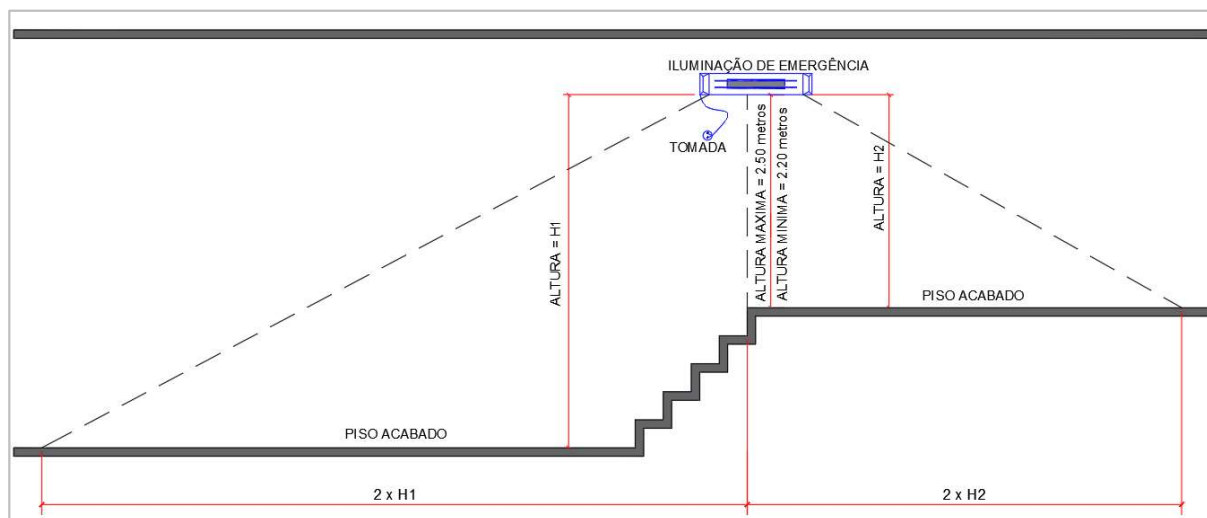 ILUMINAÇÃO DE EMERGÊNCIA
TOMADA
ALTURA = H1
ALTURA MAXIMA = 2.50 metros
ALTURA MINIMA = 2.20 metros
ALTURA = H2
PISO ACABADO
PISO ACABADO
2 x H1
2 x H2